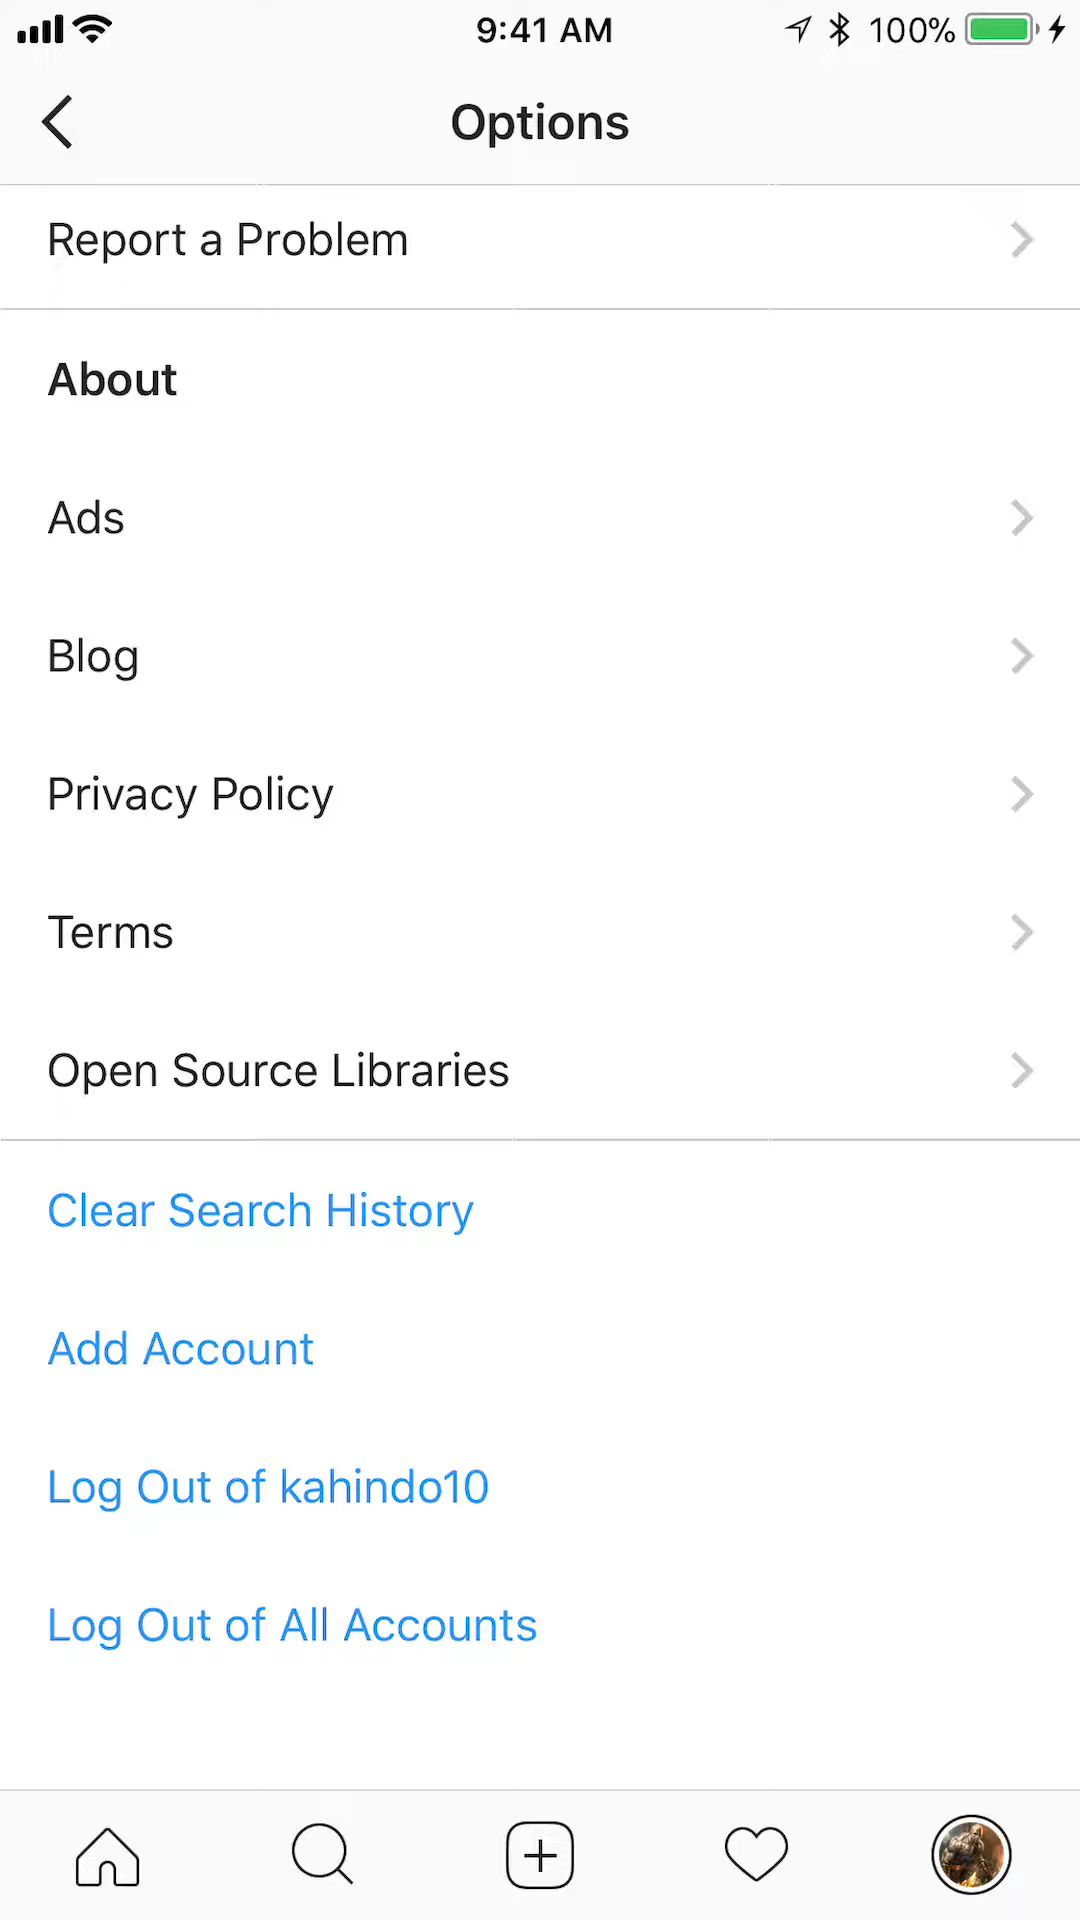 9:41 AM
100%
Options
Report a Problem
About
Ads
Blog
Privacy Policy
Terms
Open Source Libraries
Clear Search History
Add Account
Log Out of kahindo10
Log Out of All Accounts